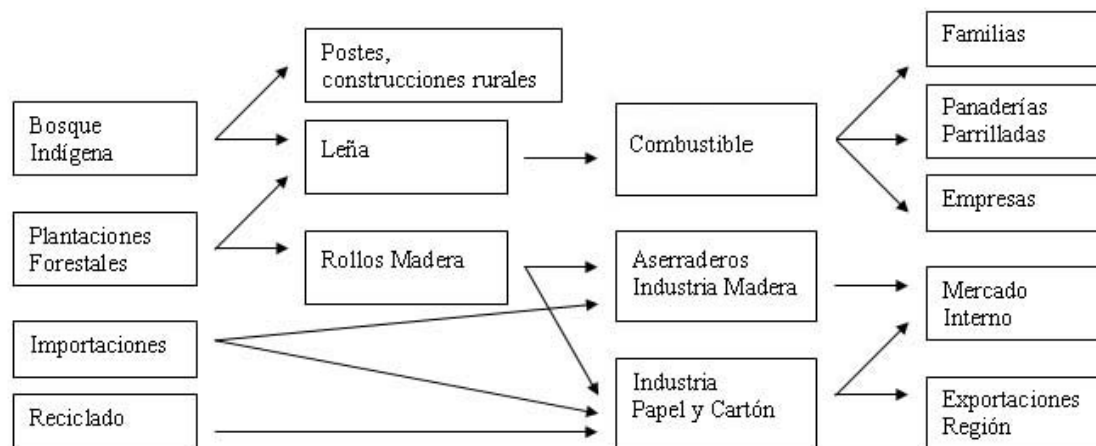 Bosque
Indígena
Plantaciones
Forestales
Importaciones
Reciclado
Postes,
construcciones rurales
Leña
Rollos Madera
Combustible
Aserraderos
Industria Madera
Industria
Papel y Cartón
Familias
Panaderías
Parrilladas
Empresas
Mercado
Interno
Exportaciones
Región